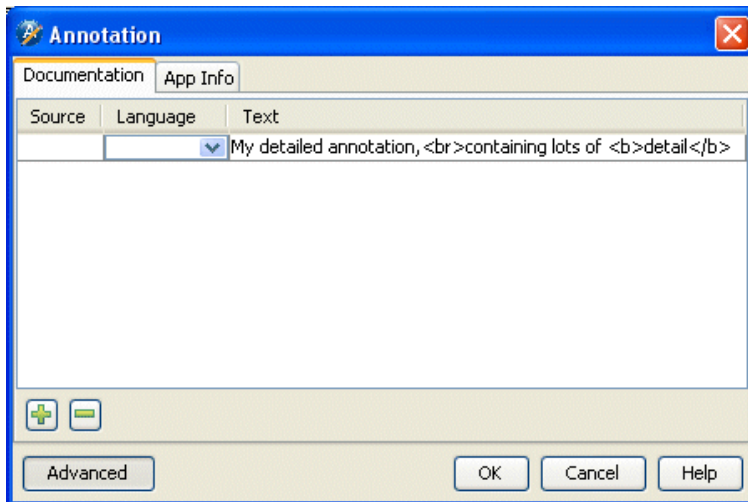 Annotation
Documentation App Info
Source Language Text
My detailed annotation,<br>containing lots of <b>detail</b>
Advanced OK Cancel Help